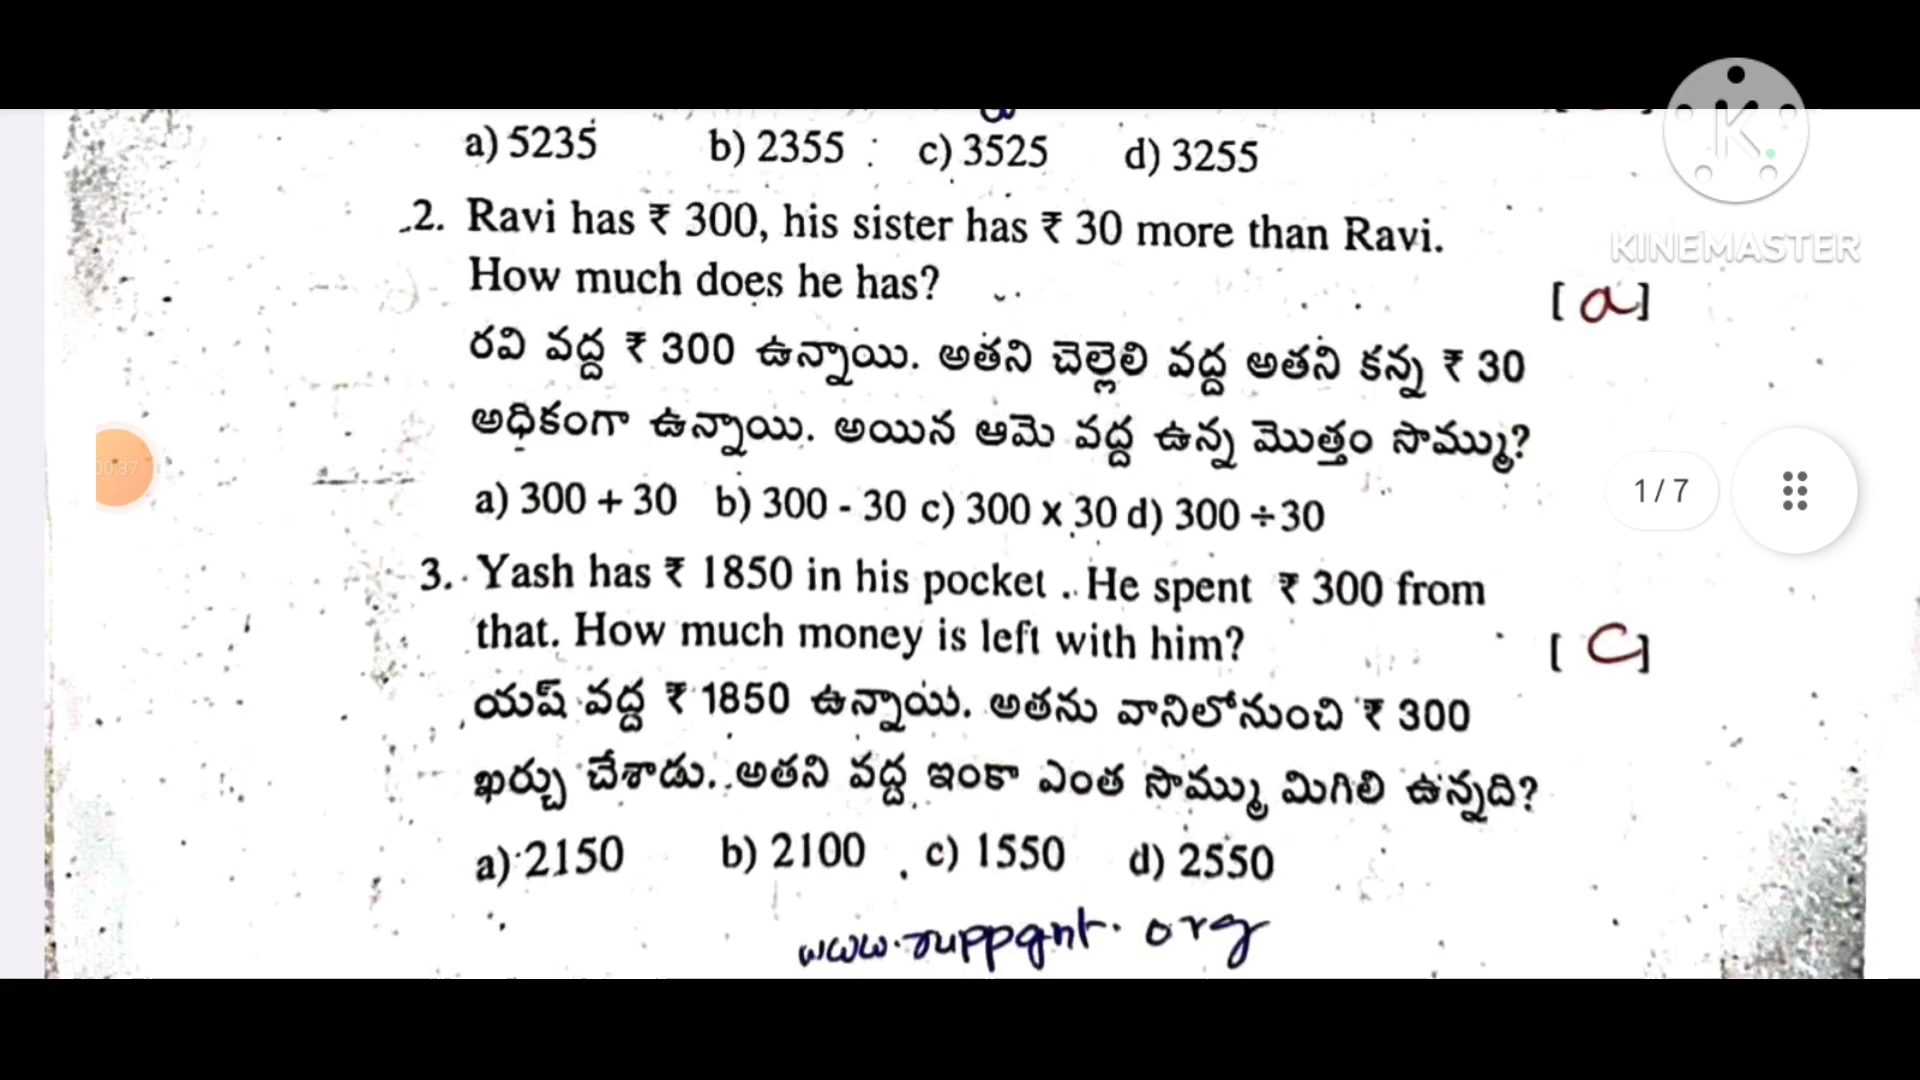 a) 5235 b) 2355 c) 3525 d) 3255
2. Ravi has ₹ 300, his sister has ₹ 30 more than Ravi.
How much does he has? [a]
రవి వద్ద ₹ 300 ఉన్నాయి. అతని చెల్లెలి వద్ద అతని కన్న ₹ 30
అధికంగా ఉన్నాయి. అయిన ఆమె వద్ద ఉన్న మొత్తం సొమ్ము?
a) 300 + 30 b) 300 - 30 c) 300 x 30 d) 300 ÷ 30
3. Yash has ₹ 1850 in his pocket . He spent ₹ 300 from
that. How much money is left with him? [C]
యష్ వద్ద ₹ 1850 ఉన్నాయి. అతను వానిలోనుంచి ₹ 300
ఖర్చు చేశాడు. అతని వద్ద ఇంకా ఎంత సొమ్ము మిగిలి ఉన్నది?
a) 2150 b) 2100 c) 1550 d) 2550
KINEMASTER
00:37
1 / 7